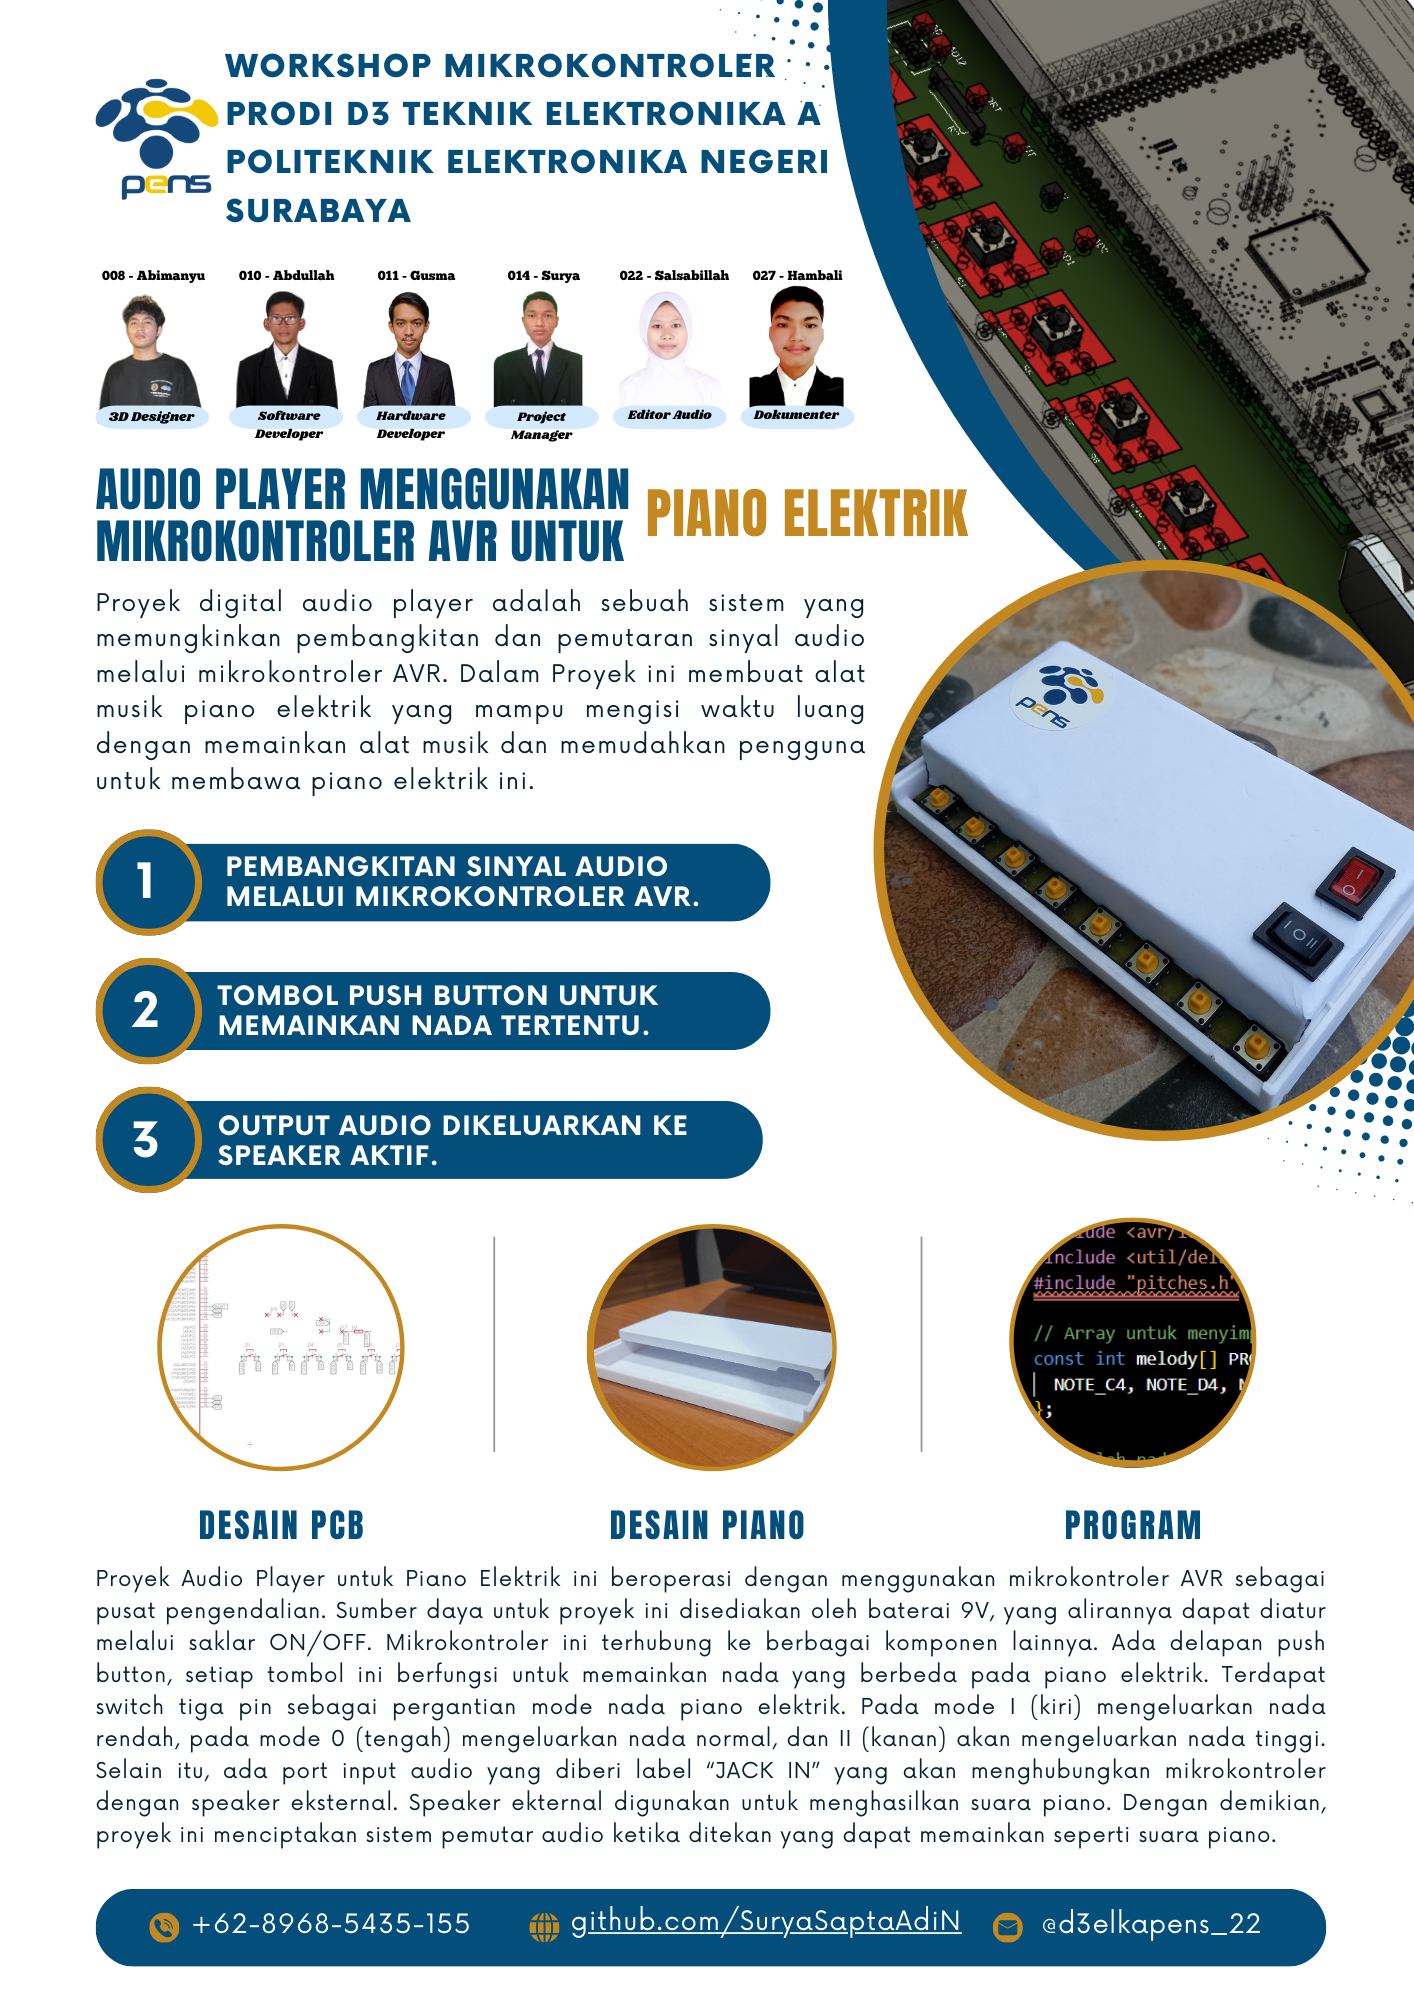 WORKSHOP MIKROKONTROLER
PRODI D3 TEKNIK ELEKTRONIKA A
POLITEKNIK ELEKTRONIKA NEGERI
SURABAYA
pens
008 - Abimanyu
010 - Abdullah
011 - Gusma
014 - Surya
022 - Salsabillah
027 - Hambali
3D Designer
Software
Developer
Hardware
Developer
Project
Manager
Editor Audio
Dokumenter
AUDIO PLAYER MENGGUNAKAN
MIKROKONTROLER AVR UNTUK
PIANO ELEKTRIK
Proyek digital audio player adalah sebuah sistem yang
memungkinkan pembangkitan dan pemutaran sinyal audio
melalui mikrokontroler AVR. Dalam Proyek ini membuat alat
musik piano elektrik yang mampu mengisi waktu luang
dengan memainkan alat musik dan memudahkan pengguna
untuk membawa piano elektrik ini.
pens
I O
I O II
1
PEMBANGKITAN SINYAL AUDIO
MELALUI MIKROKONTROLER AVR.
2
TOMBOL PUSH BUTTON UNTUK
MEMAINKAN NADA TERTENTU.
3
OUTPUT AUDIO DIKELUARKAN KE
SPEAKER AKTIF.
#include "pitches.h"
// Array untuk
const int melody[]
NOTE_C4, NOTE_D4,
};
DESAIN PCB
DESAIN PIANO
PROGRAM
Proyek Audio Player untuk Piano Elektrik ini beroperasi dengan menggunakan mikrokontroler AVR sebagai
pusat pengendalian. Sumber daya untuk proyek ini disediakan oleh baterai 9V, yang alirannya dapat diatur
melalui saklar ON/OFF. Mikrokontroler ini terhubung ke berbagai komponen lainnya. Ada delapan push
button, setiap tombol ini berfungsi untuk memainkan nada yang berbeda pada piano elektrik. Terdapat
switch tiga pin sebagai pergantian mode nada piano elektrik. Pada mode I (kiri) mengeluarkan nada
rendah, pada mode 0 (tengah) mengeluarkan nada normal, dan II (kanan) akan mengeluarkan nada tinggi.
Selain itu, ada port input audio yang diberi label “JACK IN” yang akan menghubungkan mikrokontroler
dengan speaker eksternal. Speaker ekternal digunakan untuk menghasilkan suara piano. Dengan demikian,
proyek ini menciptakan sistem pemutar audio ketika ditekan yang dapat memainkan seperti suara piano.
+62-8968-5435-155
github.com/SuryaSaptaAdiN
@d3elkapens_22